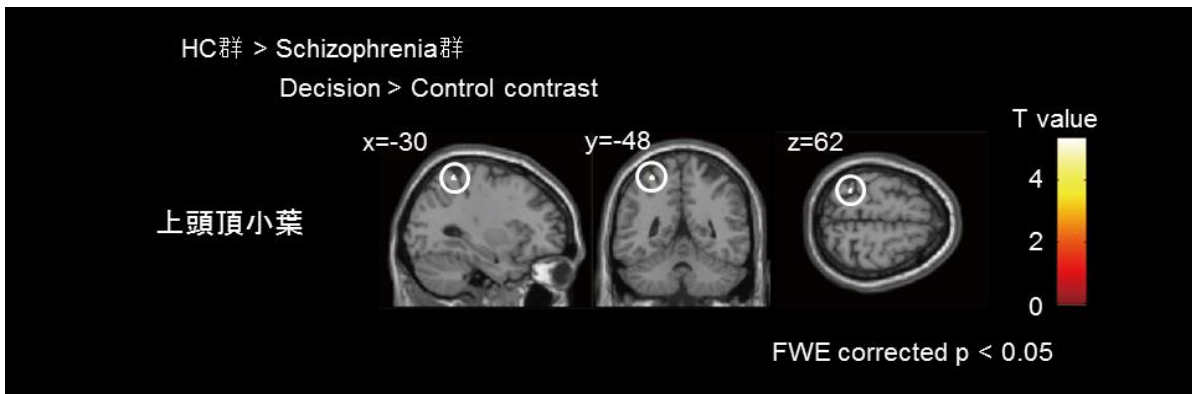 HC群 > Schizophrenia群
Decision > Control contrast
x=-30
y=-48
z=62
T value
4
2
0
上頭頂小葉
FWE corrected p < 0.05